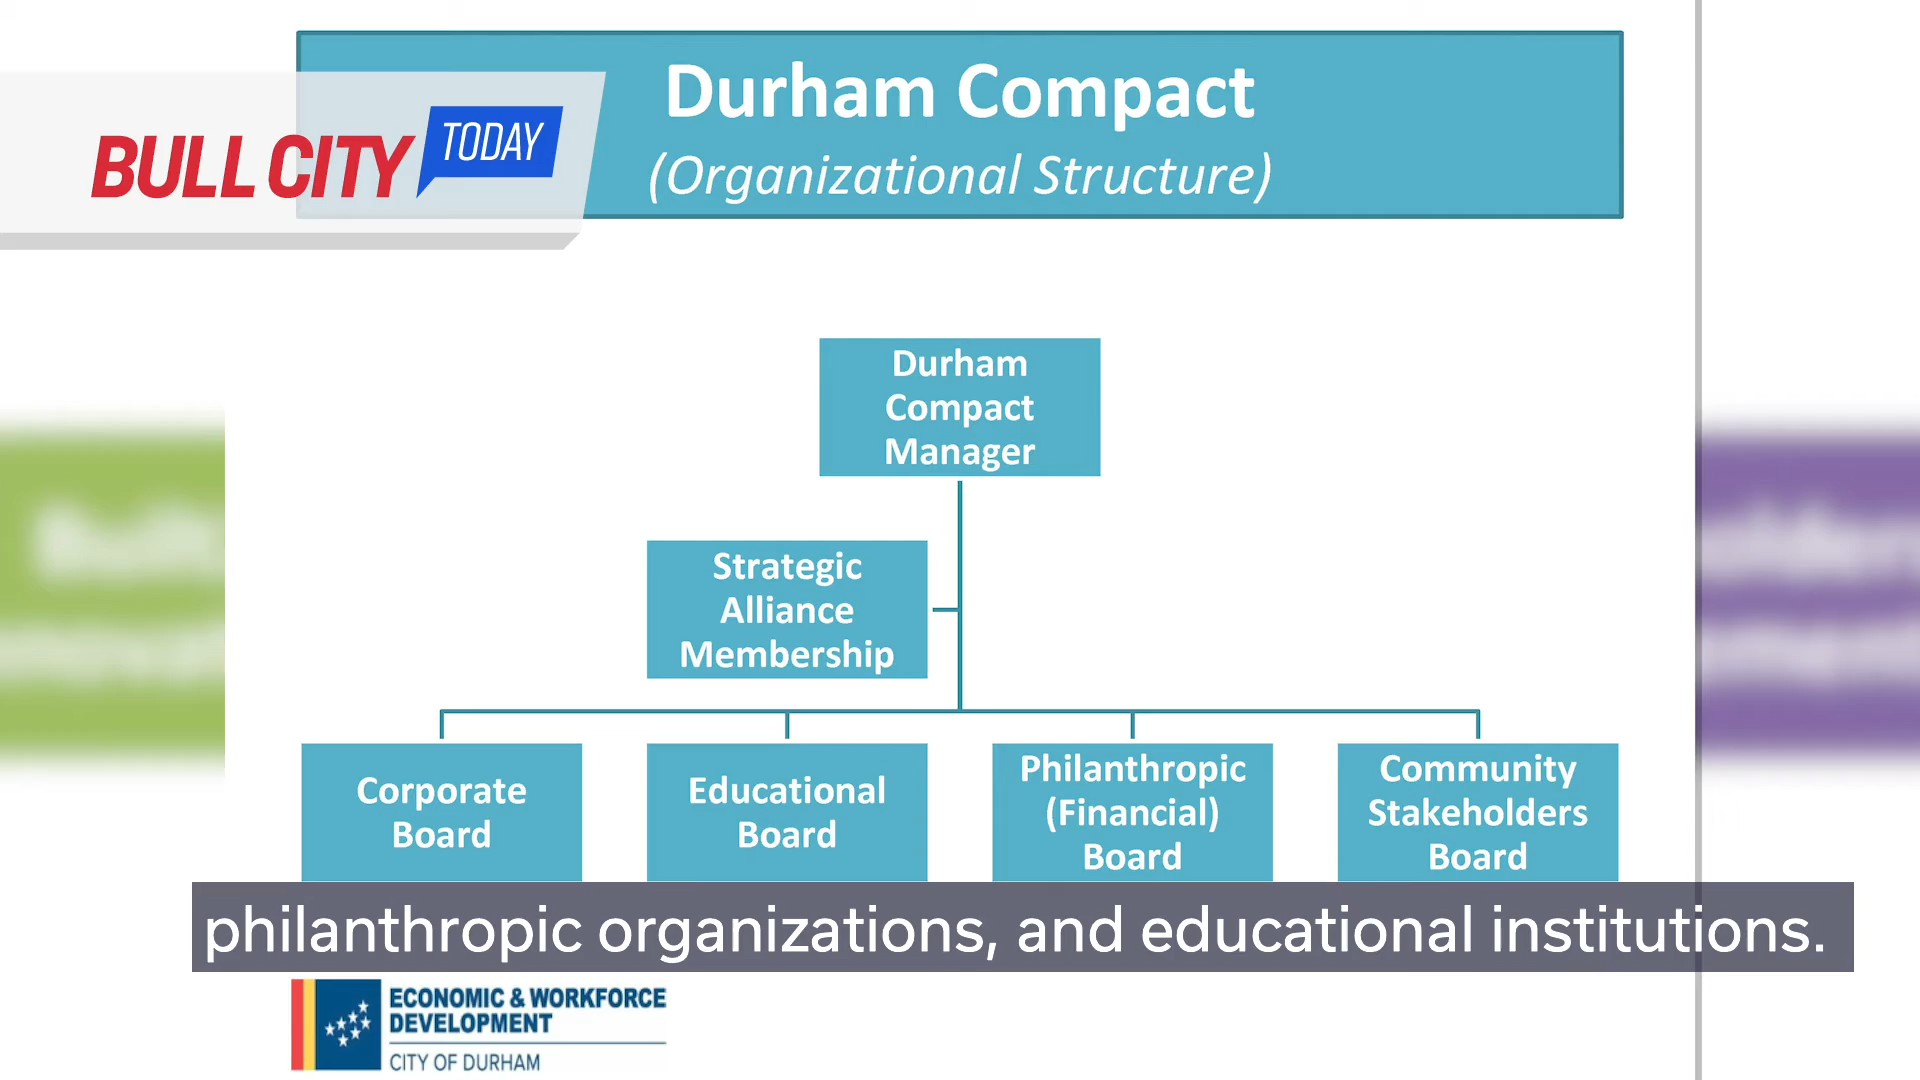 Durham Compact
(Organizational Structure)
BULL CITY
TODAY
Durham
Compact
Manager
Strategic
Alliance
Membership
Corporate
Board
Educational
Board
Philanthropic
(Financial)
Board
Community
Stakeholders
Board
philanthropic organizations, and educational institutions.
ECONOMIC & WORKFORCE
DEVELOPMENT
CITY OF DURHAM